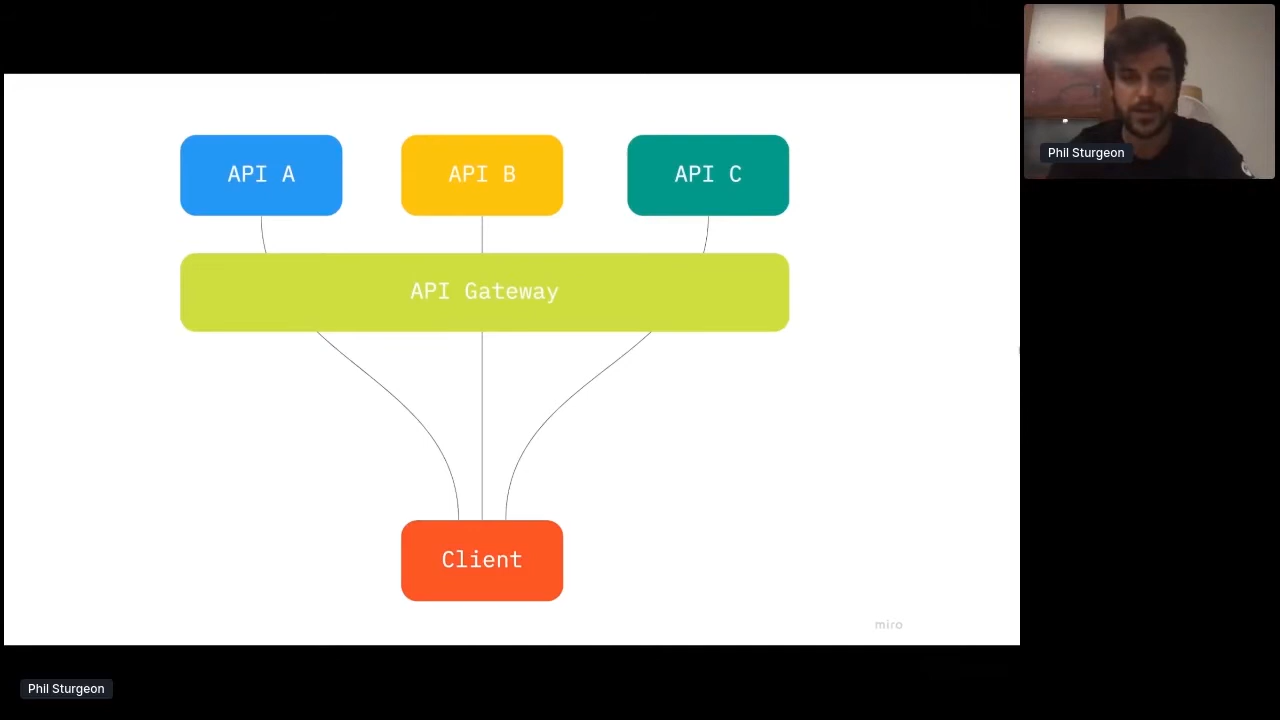 API A
API B
API C
API Gateway
Client
miro
Phil Sturgeon
Phil Sturgeon